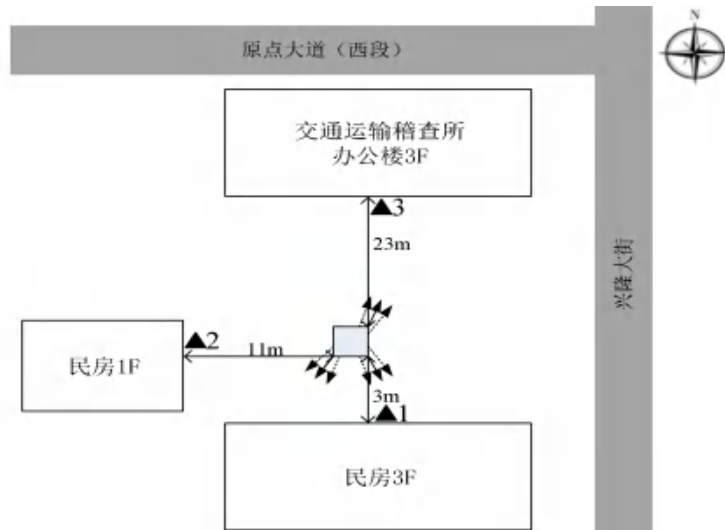 N
原点大道（西段）
交通运输稽查所
办公楼3F
▲3
23m
兴隆大街
▲2
民房1F
11m
3m
▲1
民房3F